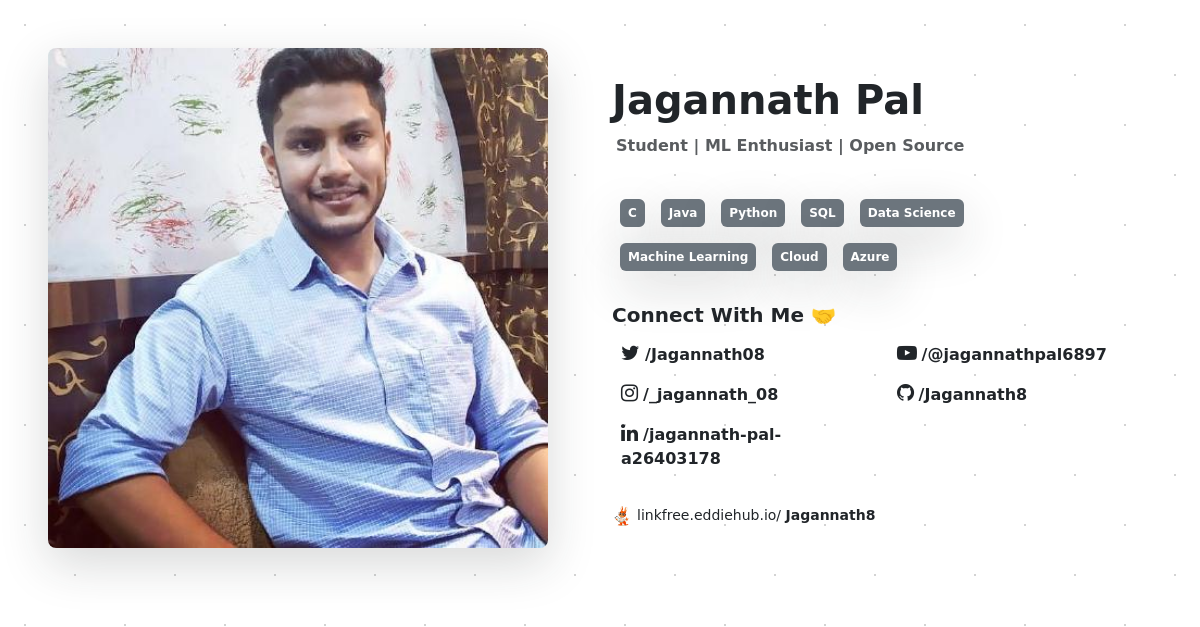 Jagannath Pal
Student | ML Enthusiast | Open Source
C Java Python SQL Data Science
Machine Learning Cloud Azure
Connect With Me 🤝
/Jagannath08 /@jagannathpal6897
/_jagannath_08 /Jagannath8
/jagannath-pal-
a26403178
linkfree.eddiehub.io/ Jagannath8